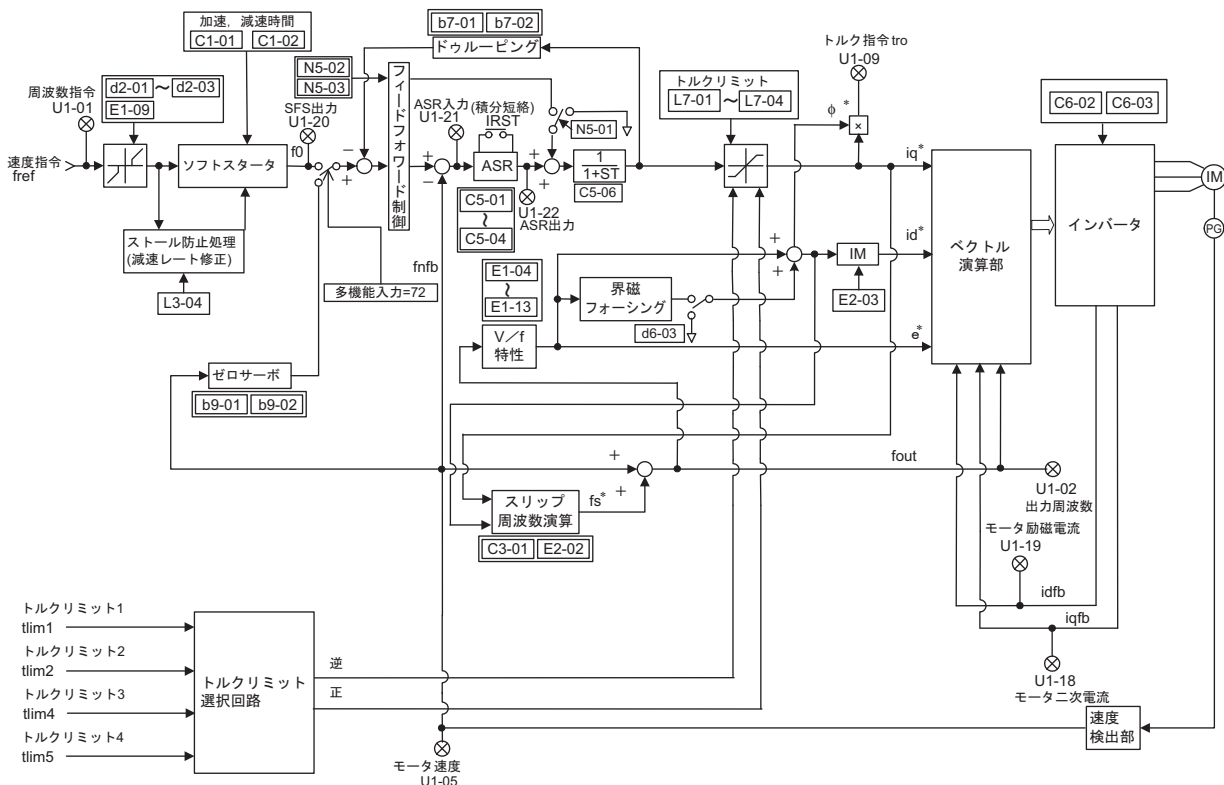 加速，減速時間
C1-01 C1-02
b7-01 b7-02
ドゥルーピング
トルク指令 tro
U1-09
N5-02
N5-03
フィードフォワード制御
周波数指令
U1-01
d2-01 ～ d2-03
E1-09
SFS出力
U1-20
ASR入力
U1-21
(積分短絡)
IRST
N5-01
トルクリミット
L7-01 ～ L7-04
φ*
×
C6-02 C6-03
速度指令
fref
ソフトスタータ
f0
−
+
+
−
ASR
+
+
1
1+ST
C5-06
iq*
IM
PG
C5-01
～
C5-04
U1-22
ASR出力
ストール防止処理
(減速レート修正)
L3-04
多機能入力=72
fnfb
E1-04
～
E1-13
V／f
特性
界磁
フォーシング
d6-03
+
+
IM
E2-03
id*
e*
ベクトル
演算部
インバータ
ゼロサーボ
b9-01 b9-02
+
+
fout
U1-02
出力周波数
スリップ
周波数演算
fs*
C3-01 E2-02
モータ励磁電流
U1-19
idfb
iqfb
U1-18
モータ二次電流
トルクリミット1
tlim1
トルクリミット2
tlim2
トルクリミット3
tlim4
トルクリミット4
tlim5
トルクリミット
選択回路
逆
正
速度
検出部
モータ速度
U1-05